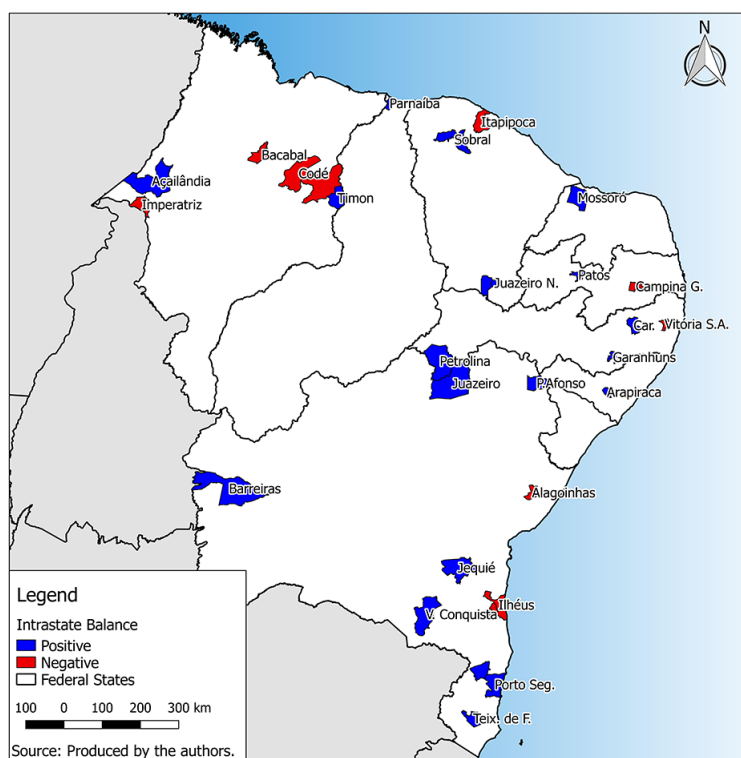 N
Parnaíba
Itapipoca
Sobral
Bacabal
Codé
Açailândia
Timon
Mossoró
Imperatriz
Patos
Juazeiro N.
Campina G.
Car.
Vitória S.A.
Garanhuns
Petrolina
Juazeiro
P.Afonso
Arapiraca
Barreiras
Alagoinhas
Jequié
Ilhéus
V. Conquista
Porto Seg.
Teix. de F.
Legend
Intrastate Balance
Positive
Negative
Federal States
100 0 100 200 300 km
Source: Produced by the authors.